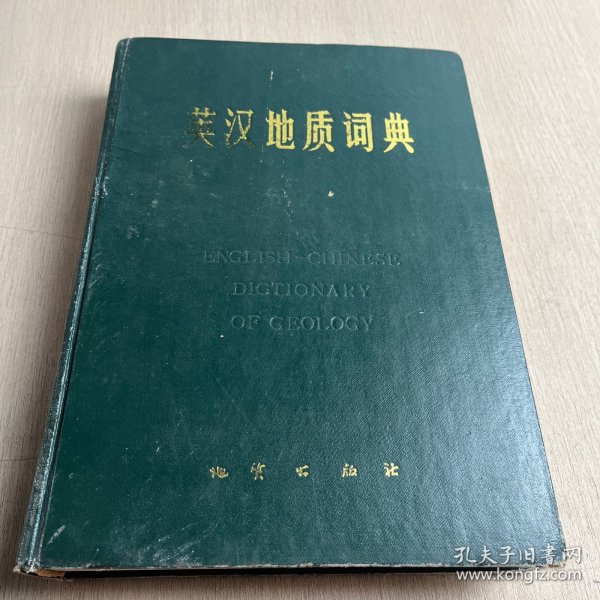 英汉地质词典
ENGLISH-CHINESE
DICTIONARY
OF GEOLOGY
地质出版社
孔夫子旧书网
www.kongfz.com